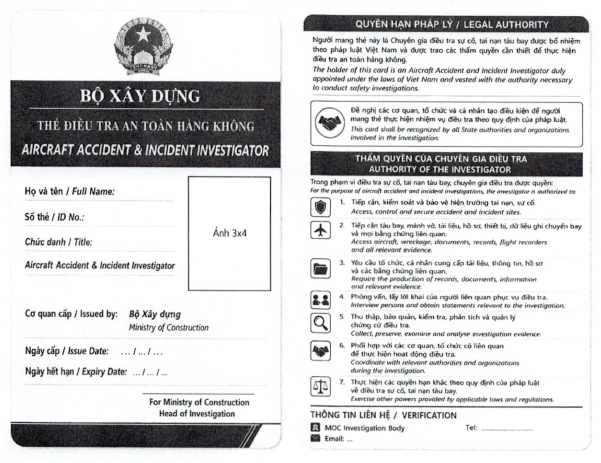 BỘ XÂY DỰNG
THẺ ĐIỀU TRA AN TOÀN HÀNG KHÔNG
AIRCRAFT ACCIDENT & INCIDENT INVESTIGATOR
Họ và tên / Full Name:
Số thẻ / ID No.:
Chức danh / Title:
Aircraft Accident & Incident Investigator
Ảnh 3x4
Cơ quan cấp / Issued by: Bộ Xây dựng
Ministry of Construction
Ngày cấp / Issue Date: ... / ... / ...
Ngày hết hạn / Expiry Date: ... / ... / ...
For Ministry of Construction
Head of Investigation
QUYỀN HẠN PHÁP LÝ / LEGAL AUTHORITY
Người mang thẻ này là Chuyên gia điều tra sự cố, tai nạn tàu bay được bổ nhiệm
theo pháp luật Việt Nam và được trao các thẩm quyền cần thiết để thực hiện
điều tra an toàn hàng không.
The holder of this card is an Aircraft Accident and Incident Investigator duly
appointed under the laws of Viet Nam and vested with the authority necessary
to conduct safety investigations.
Đề nghị các cơ quan, tổ chức và cá nhân tạo điều kiện để người
mang thẻ thực hiện nhiệm vụ điều tra theo quy định của pháp luật.
This card shall be recognized by all State authorities and organizations
involved in the investigation.
THẨM QUYỀN CỦA CHUYÊN GIA ĐIỀU TRA
AUTHORITY OF THE INVESTIGATOR
Trong phạm vi điều tra sự cố, tai nạn tàu bay, chuyên gia điều tra được quyền:
For the purpose of aircraft accident and incident investigations, the investigator is authorized to:
1. Tiếp cận, kiểm soát và bảo vệ hiện trường tai nạn, sự cố.
Access, control and secure accident and incident sites.
2. Tiếp cận tàu bay, mảnh vỡ, tài liệu, hồ sơ, thiết bị, dữ liệu ghi chuyến bay
và mọi bằng chứng liên quan.
Access aircraft, wreckage, documents, records, flight recorders
and all relevant evidence.
3. Yêu cầu tổ chức, cá nhân cung cấp tài liệu, thông tin, hồ sơ
và các bằng chứng liên quan.
Require the production of records, documents, information
and relevant evidence.
4. Phỏng vấn, lấy lời khai của người liên quan phục vụ điều tra.
Interview persons and obtain statements relevant to the investigation.
5. Thu thập, bảo quản, kiểm tra, phân tích và quản lý
chứng cứ điều tra.
Collect, preserve, examine and analyse investigation evidence.
6. Phối hợp với các cơ quan, tổ chức có liên quan
để thực hiện hoạt động điều tra.
Coordinate with relevant authorities and organizations
during the investigation.
7. Thực hiện các quyền hạn khác theo quy định của pháp luật
về điều tra sự cố, tai nạn tàu bay.
Exercise other powers provided by applicable laws and regulations.
THÔNG TIN LIÊN HỆ / VERIFICATION
MOC Investigation Body Tel: ____________
Email: ...